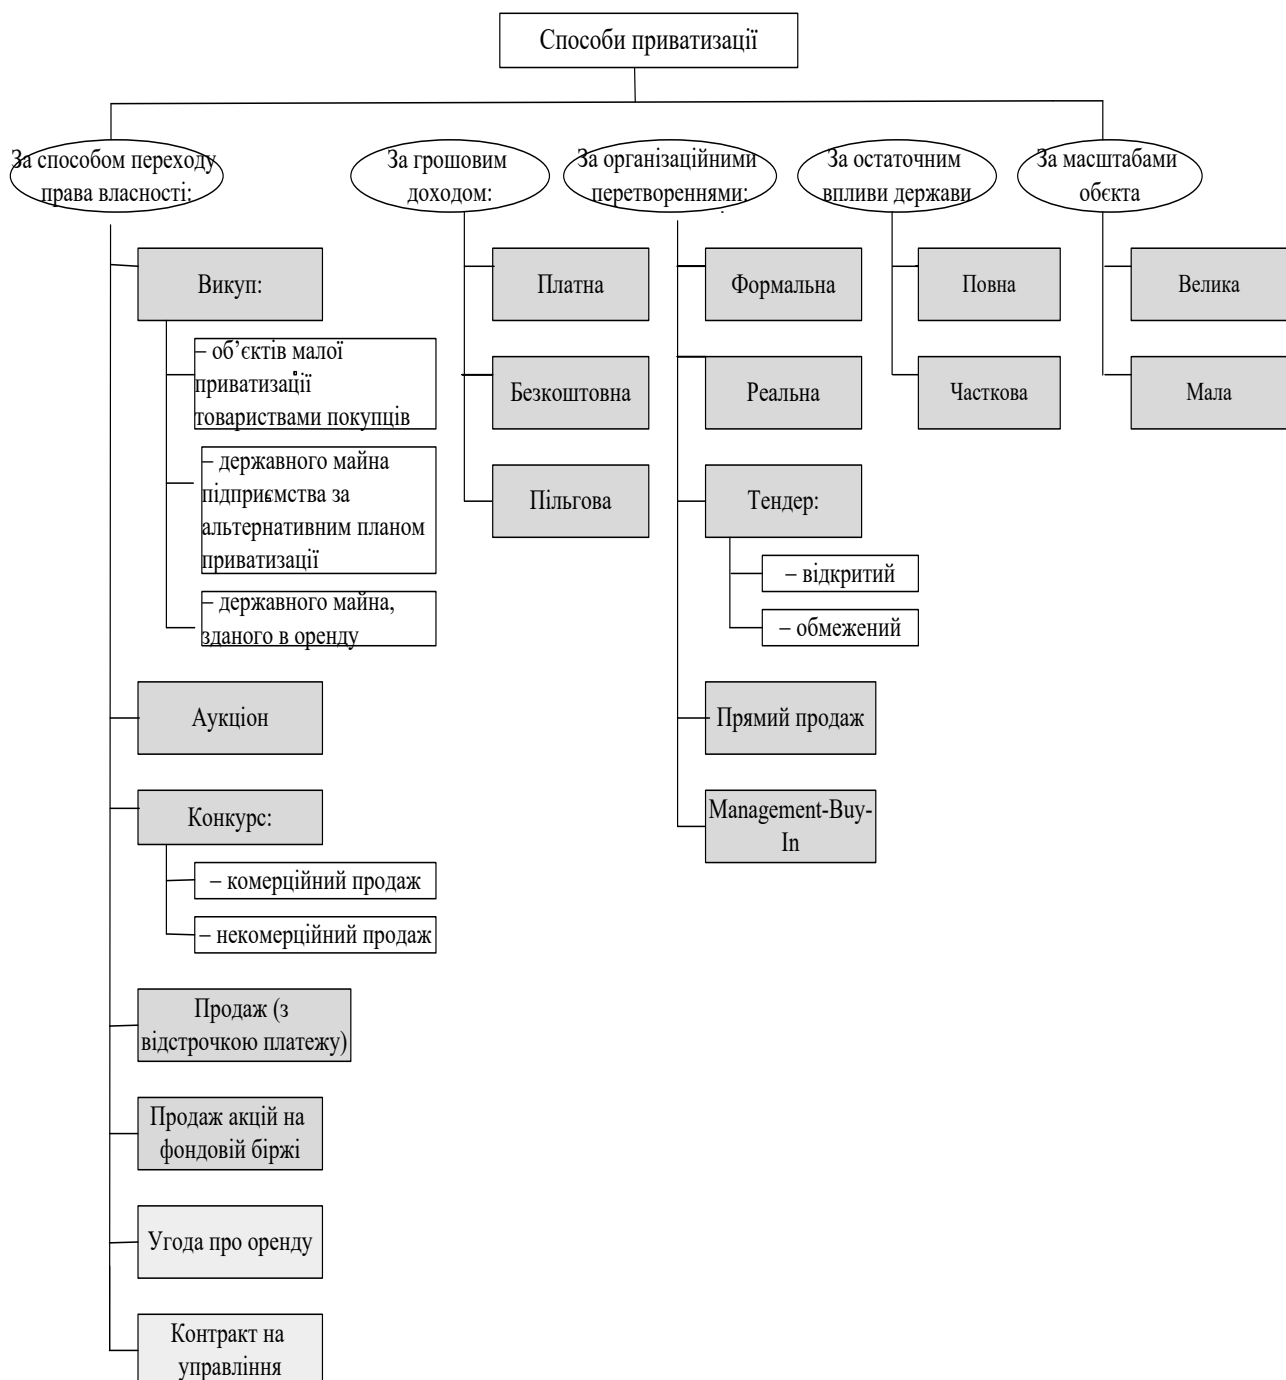 Способи приватизації
За способом переходу
права власності:
За грошовим
доходом:
За організаційними
перетвореннями:
За остаточним
впливи держави
За масштабами
обєкта
Викуп:
– об’єктів малої
приватизації
товариствами покупців
– державного майна
підприємства за
альтернативним планом
приватизації
– державного майна,
зданого в оренду
Аукціон
Конкурс:
– комерційний продаж
– некомерційний продаж
Продаж (з
відстрочкою платежу)
Продаж акцій на
фондовій біржі
Угода про оренду
Контракт на
управління
Платна
Безкоштовна
Пільгова
Формальна
Реальна
Тендер:
– відкритий
– обмежений
Прямий продаж
Management-Buy-
In
Повна
Часткова
Велика
Мала